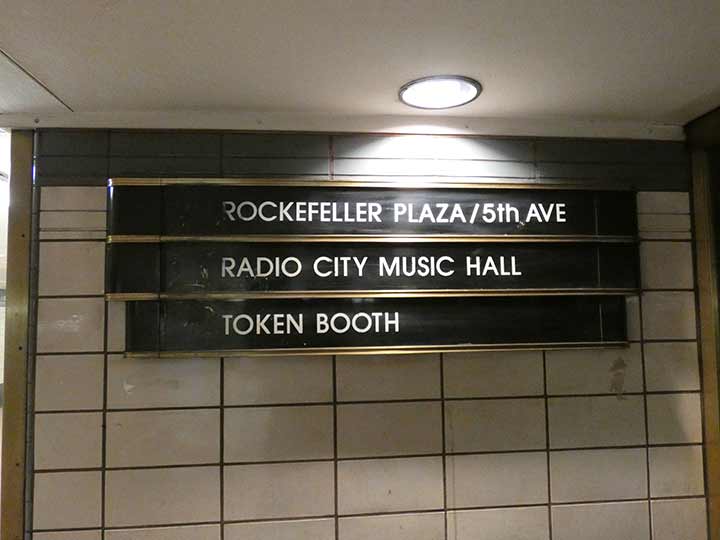 ROCKEFELLER PLAZA/5th AVE
RADIO CITY MUSIC HALL
TOKEN BOOTH